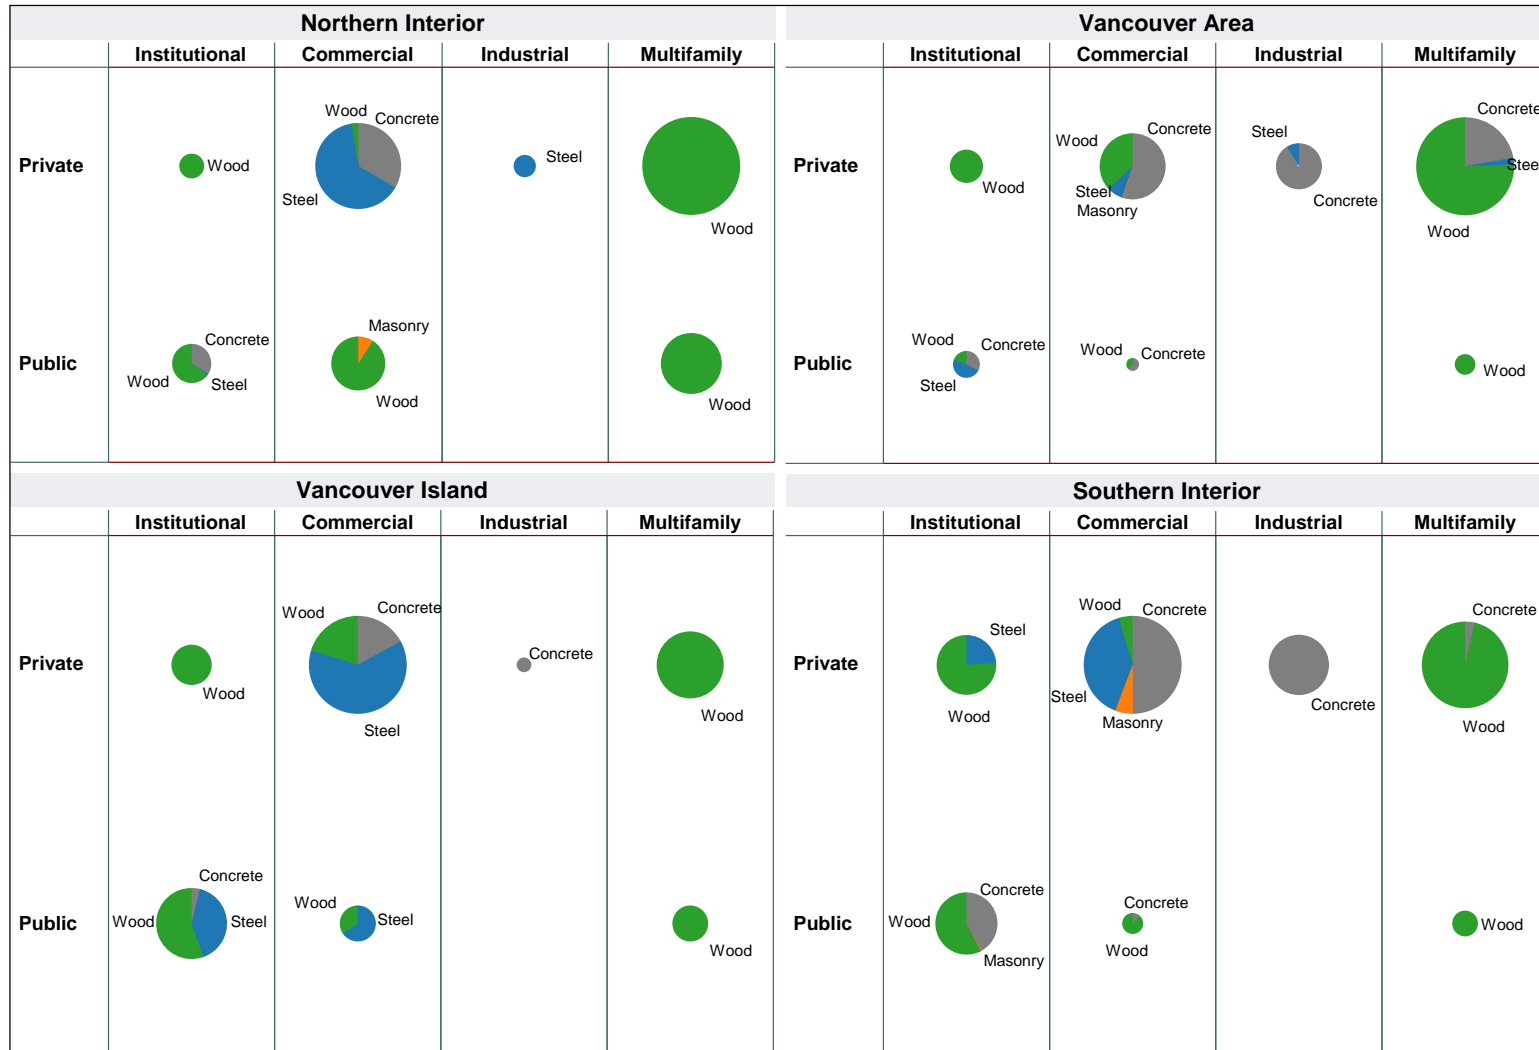 Northern Interior
Institutional Commercial Industrial Multifamily
Private
Wood
Wood Concrete
Steel
Steel
Wood
Public
Concrete
Wood Steel
Masonry
Wood
Wood
Vancouver Area
Institutional Commercial Industrial Multifamily
Private
Wood
Wood Concrete
Steel
Masonry
Steel
Concrete
Concrete
Steel
Wood
Public
Wood Concrete
Steel
Wood Concrete
Wood
Vancouver Island
Institutional Commercial Industrial Multifamily
Private
Wood
Wood Concrete
Steel
Concrete
Wood
Public
Concrete
Wood Steel
Wood Steel
Wood
Southern Interior
Institutional Commercial Industrial Multifamily
Private
Steel
Wood
Wood Concrete
Steel
Masonry
Concrete
Concrete
Wood
Public
Concrete
Wood
Masonry
Concrete
Wood
Wood